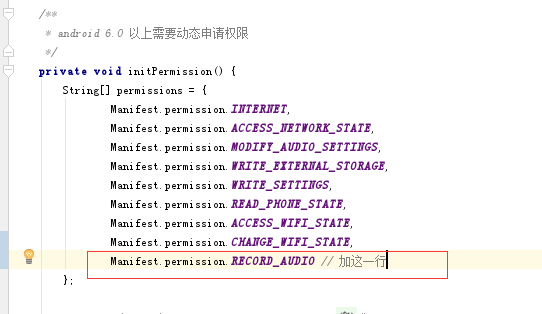 /**
* android 6.0 以上需要动态申请权限
*/
private void initPermission() {
String[] permissions = {
Manifest.permission.INTERNET,
Manifest.permission.ACCESS_NETWORK_STATE,
Manifest.permission.MODIFY_AUDIO_SETTINGS,
Manifest.permission.WRITE_EXTERNAL_STORAGE,
Manifest.permission.WRITE_SETTINGS,
Manifest.permission.READ_PHONE_STATE,
Manifest.permission.ACCESS_WIFI_STATE,
Manifest.permission.CHANGE_WIFI_STATE,
Manifest.permission.RECORD_AUDIO // 加这一行
};